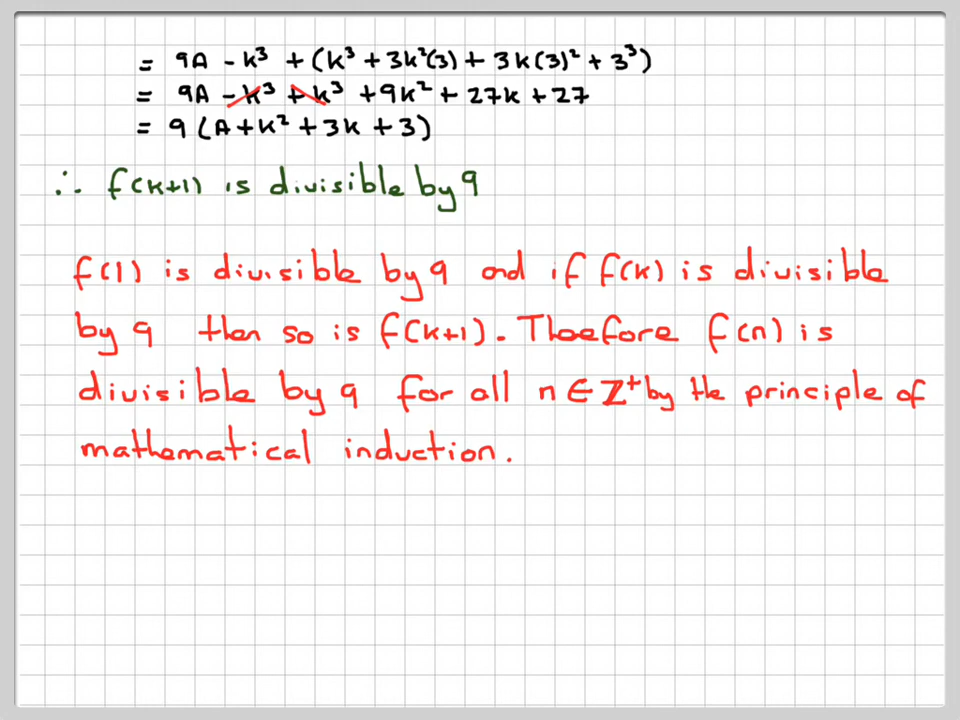 = 9A - k³ + (k³ + 3k²(3) + 3k(3)² + 3³)
= 9A - k³ + k³ + 9k² + 27k + 27
= 9 (A + k² + 3k + 3)
∴ f(k+1) is divisible by 9
f(1) is divisible by 9 and if f(k) is divisible
by 9 then so is f(k+1). Therefore f(n) is
divisible by 9 for all n ∈ ℤ⁺ by the principle of
mathematical induction.